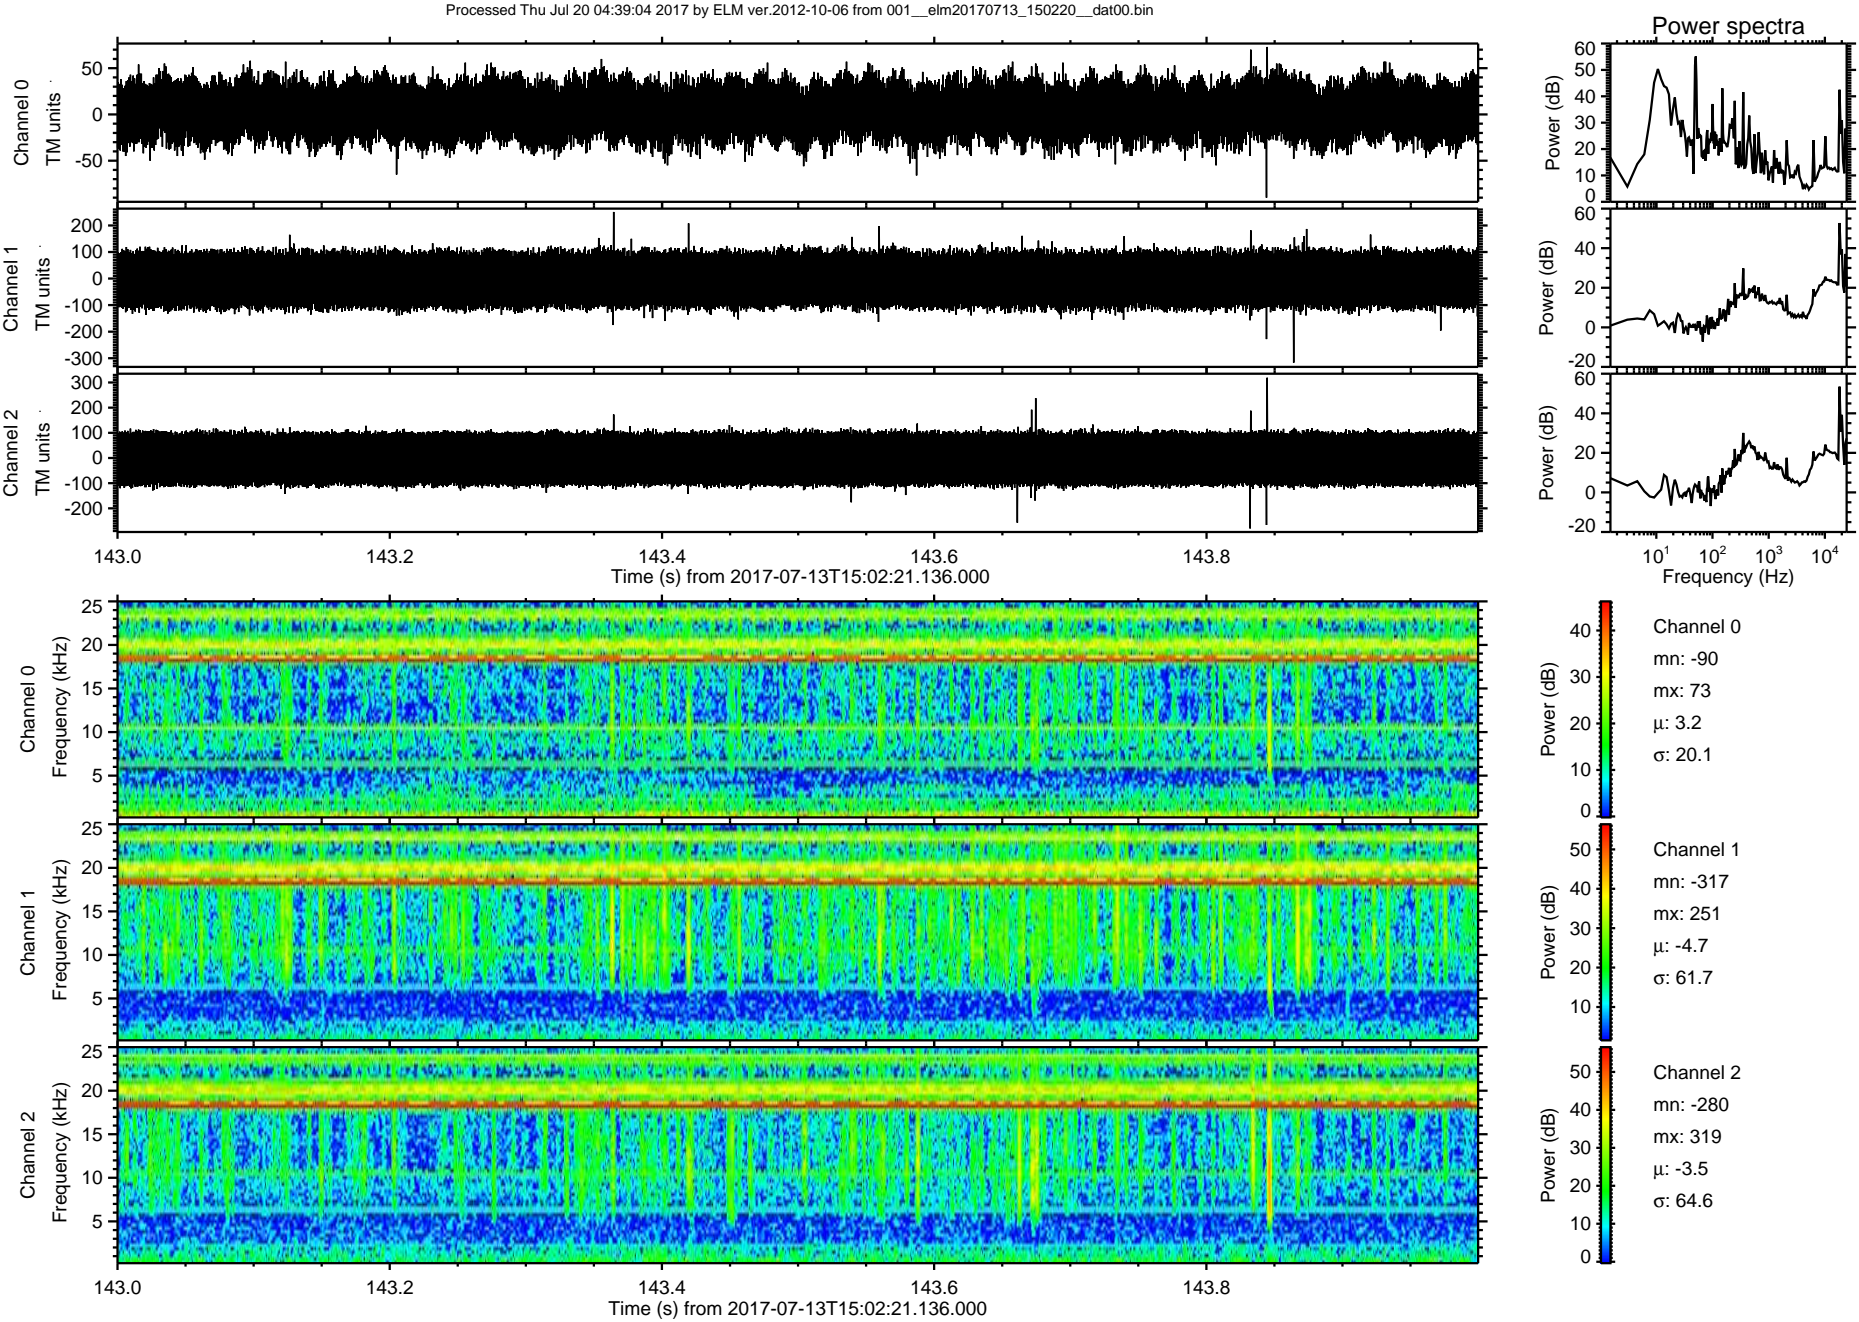 Processed Thu Jul 20 04:39:04 2017 by ELM ver.2012-10-06 from 001__elm20170713_150220__dat00.bin
Power spectra
Channel 0
TM units
50
0
-50
Power (dB)
60
50
40
30
20
10
0
Channel 1
TM units
200
100
0
-100
-200
-300
Power (dB)
60
40
20
0
-20
Channel 2
TM units
300
200
100
0
-100
-200
Power (dB)
60
40
20
0
-20
143.0 143.2 143.4 143.6 143.8
Time (s) from 2017-07-13T15:02:21.136.000
10¹ 10² 10³ 10⁴
Frequency (Hz)
Channel 0
Frequency (kHz)
25
20
15
10
5
Power (dB)
40
30
20
10
0
Channel 0
mn: -90
mx: 73
μ: 3.2
σ: 20.1
Channel 1
Frequency (kHz)
25
20
15
10
5
Power (dB)
50
40
30
20
10
Channel 1
mn: -317
mx: 251
μ: -4.7
σ: 61.7
Channel 2
Frequency (kHz)
25
20
15
10
5
Power (dB)
50
40
30
20
10
0
Channel 2
mn: -280
mx: 319
μ: -3.5
σ: 64.6
143.0 143.2 143.4 143.6 143.8
Time (s) from 2017-07-13T15:02:21.136.000